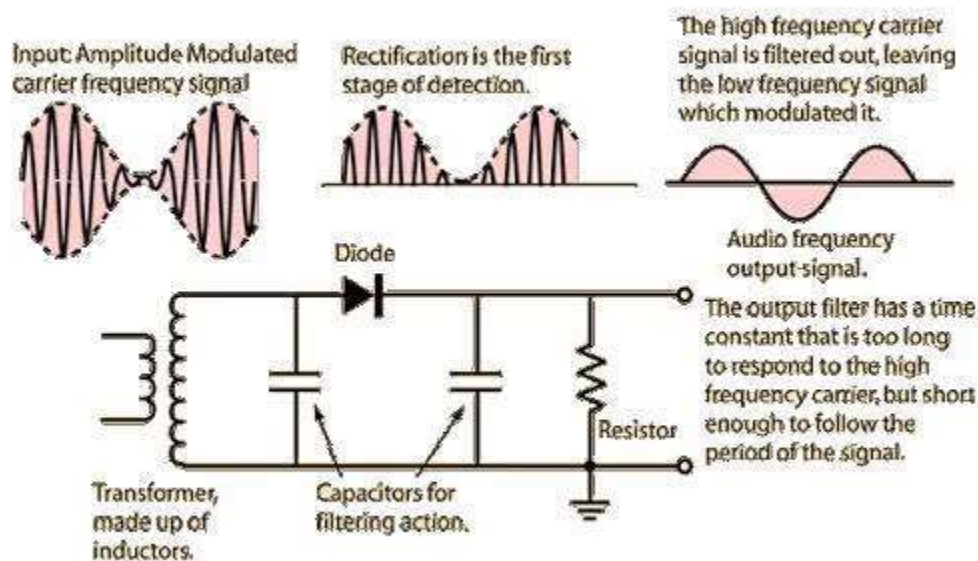 Input: Amplitude Modulated
carrier frequency signal
Rectification is the first
stage of detection.
The high frequency carrier
signal is filtered out, leaving
the low frequency signal
which modulated it.
Audio frequency
output signal.
Diode
The output filter has a time
constant that is too long
to respond to the high
frequency carrier, but short
enough to follow the
period of the signal.
Resistor
Transformer,
made up of
inductors.
Capacitors for
filtering action.